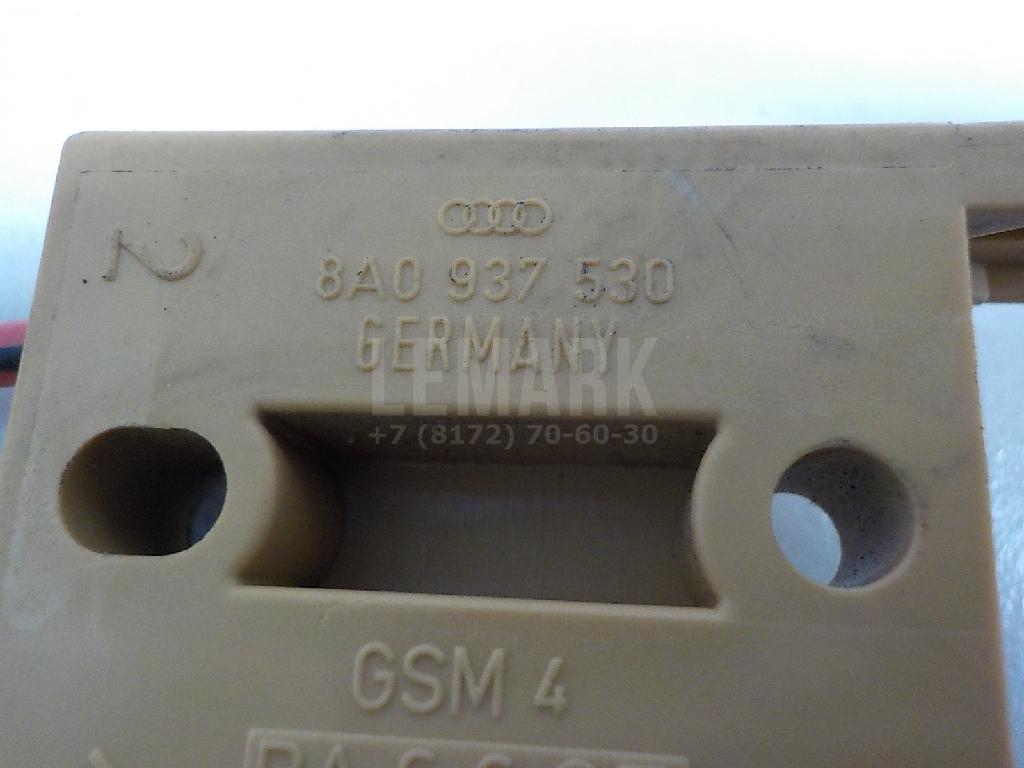 2
8A0 937 530
GERMANY
LEMARK
+7 (8172) 70-60-30
GSM 4